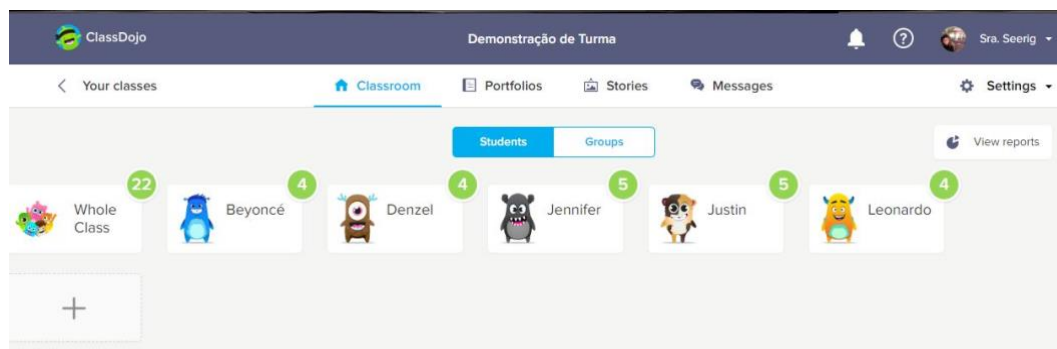 ClassDojo
Demonstração de Turma
Sra. Seerig
Your classes
Classroom
Portfolios
Stories
Messages
Settings
Students
Groups
View reports
22
4
4
5
5
4
Whole
Class
Beyoncé
Denzel
Jennifer
Justin
Leonardo